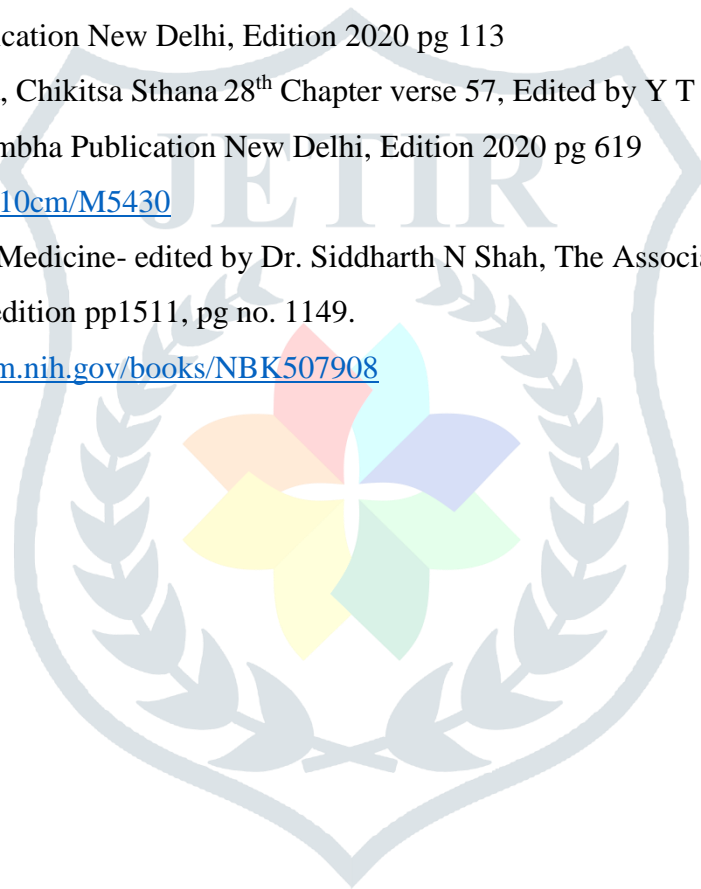 ication New Delhi, Edition 2020 pg 113
, Chikitsa Sthana 28th Chapter verse 57, Edited by Y T
mbha Publication New Delhi, Edition 2020 pg 619
10cm/M5430
Medicine- edited by Dr. Siddharth N Shah, The Associa
edition pp1511, pg no. 1149.
m.nih.gov/books/NBK507908
JETIR